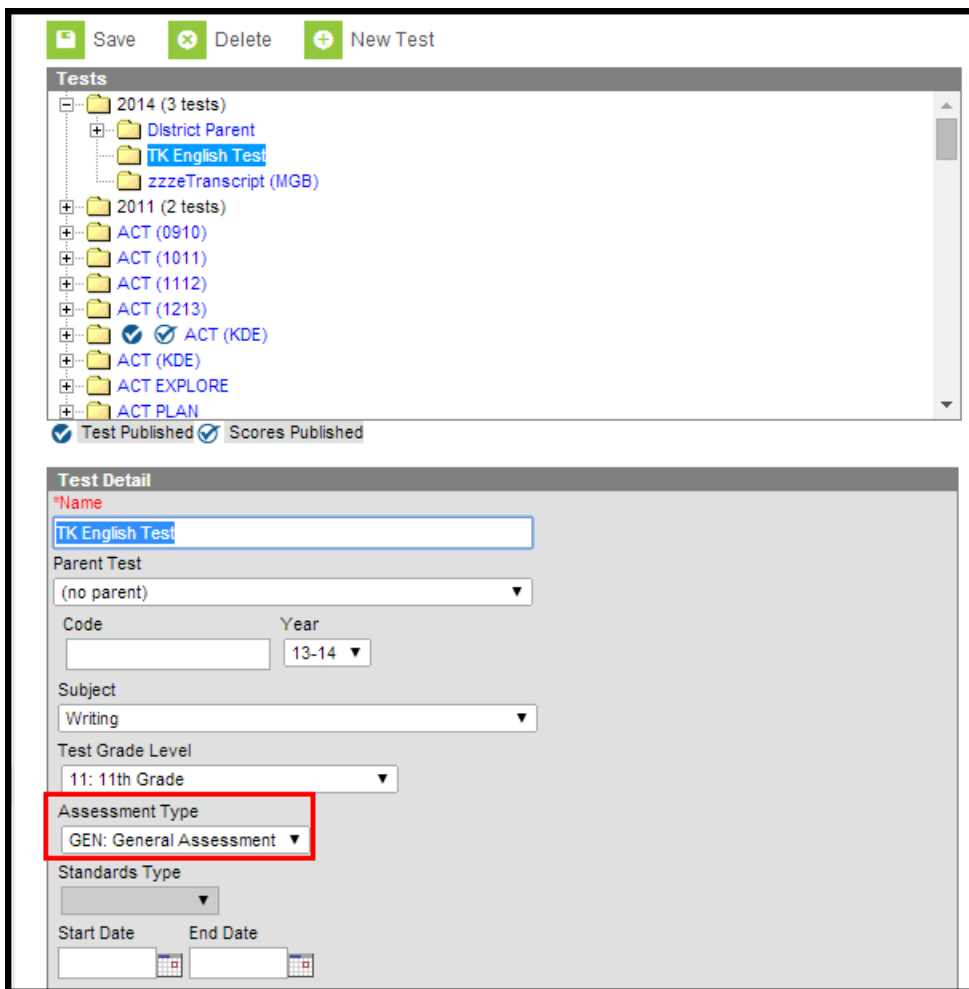 Save Delete New Test
Tests
2014 (3 tests)
DIstrict Parent
TK English Test
zzzeTranscript (MGB)
2011 (2 tests)
ACT (0910)
ACT (1011)
ACT (1112)
ACT (1213)
ACT (KDE)
ACT (KDE)
ACT EXPLORE
ACT PLAN
Test Published Scores Published
Test Detail
*Name
TK English Test
Parent Test
(no parent)
Code Year
13-14
Subject
Writing
Test Grade Level
11: 11th Grade
Assessment Type
GEN: General Assessment
Standards Type
Start Date End Date